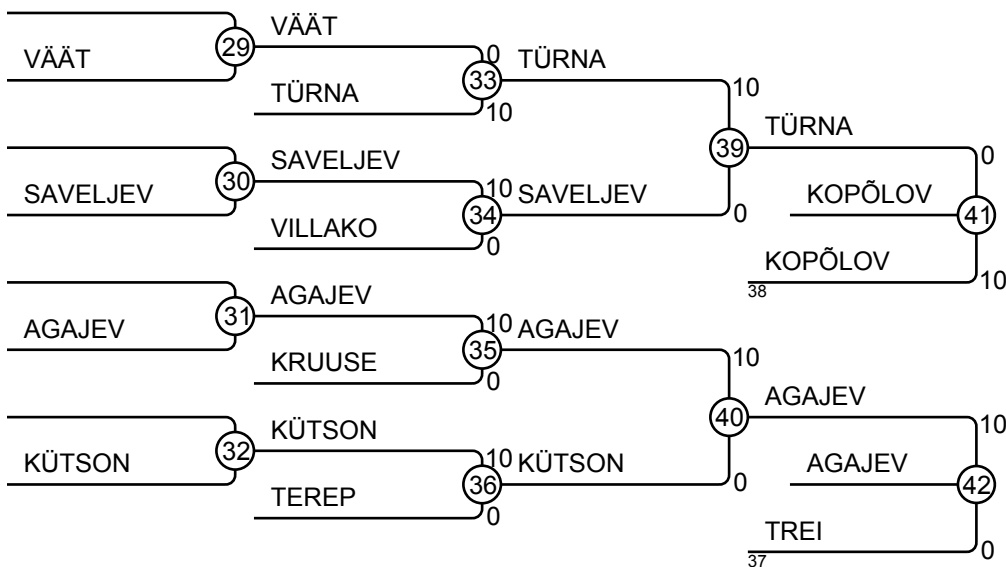 VÄÄT
29
VÄÄT
0
TÜRNA
10
33
TÜRNA
SAVELJEV
30
SAVELJEV
10
VILLAKO
0
34
SAVELJEV
10
39
0
TÜRNA
0
KOPÕLOV
41
KOPÕLOV
38
10
AGAJEV
31
AGAJEV
10
KRUUSE
0
35
AGAJEV
KÜTSON
32
KÜTSON
10
TEREP
0
36
KÜTSON
10
40
0
AGAJEV
10
AGAJEV
42
TREI
37
0